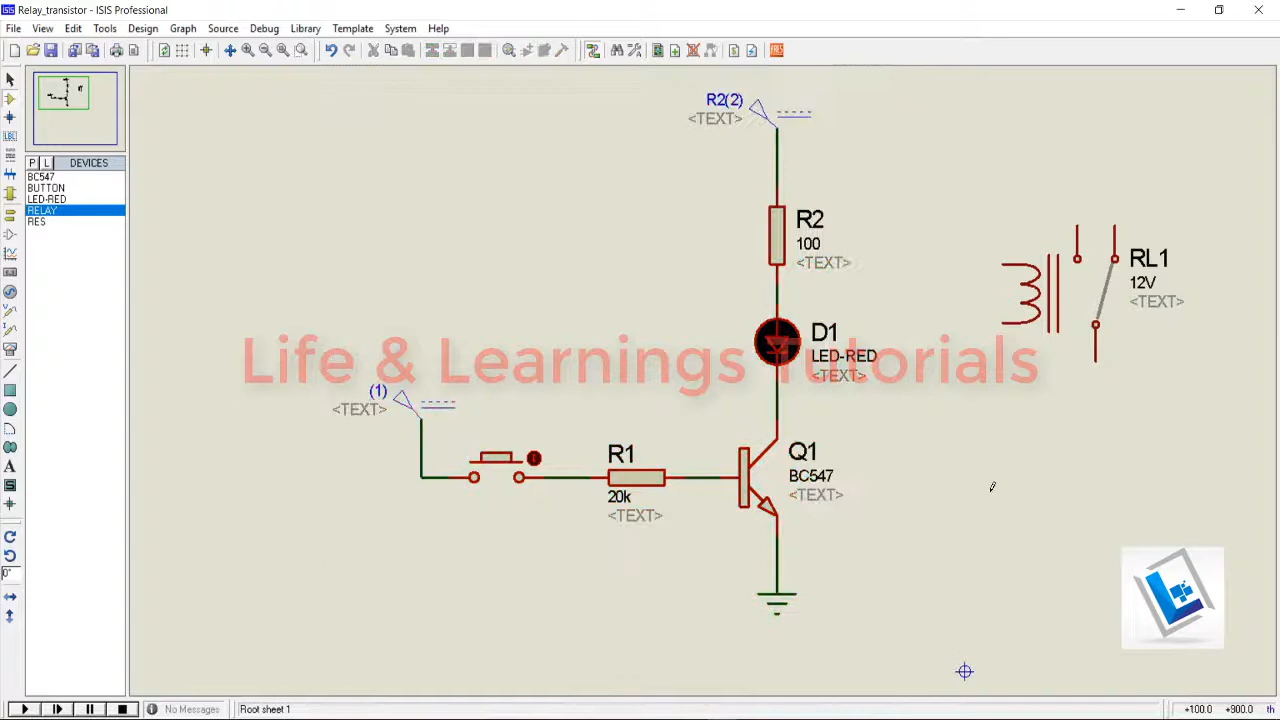 Relay_transistor - ISIS Professional
File View Edit Tools Design Graph Source Debug Library Template System Help
P L DEVICES
BC547
BUTTON
LED-RED
RELAY
RES
R2(2)
<TEXT>
R2
100
<TEXT>
RL1
12V
<TEXT>
D1
LED-RED
<TEXT>
Life & Learnings Tutorials
(1)
<TEXT>
R1
20k
<TEXT>
Q1
BC547
<TEXT>
No Messages Root sheet 1 +100.0 +900.0 th